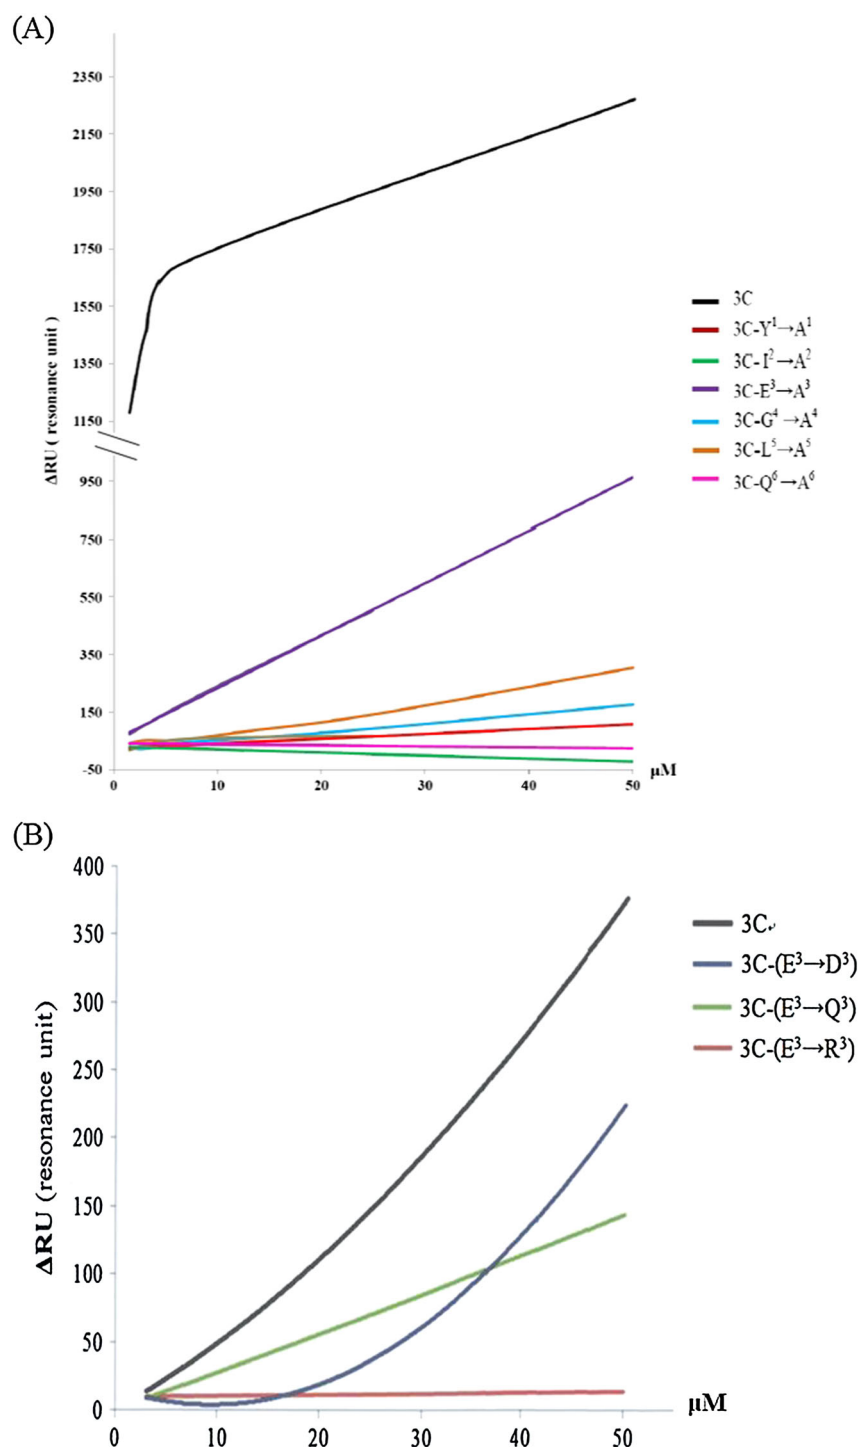 (A)
2350
2150
1950
1750
1550
1350
1150
950
750
550
350
150
-50
ΔRU ( resonance unit )
0
10
20
30
40
50
μM
3C
3C-Y¹→A¹
3C-I²→A²
3C-E³→A³
3C-G⁴→A⁴
3C-L⁵→A⁵
3C-Q⁶→A⁶
(B)
400
350
300
250
200
150
100
50
0
ΔRU (resonance unit)
0
10
20
30
40
50
μM
3C
3C-(E³→D³)
3C-(E³→Q³)
3C-(E³→R³)